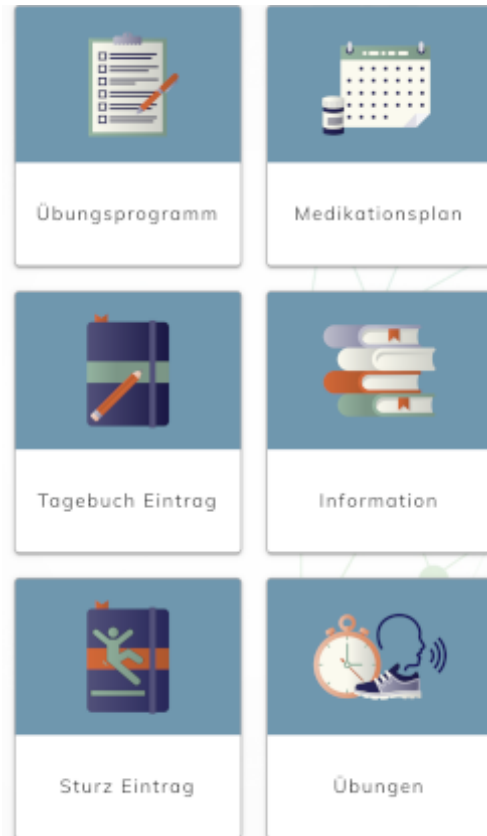 Übungsprogramm
Medikationsplan
Tagebuch Eintrag
Information
Sturz Eintrag
Übungen